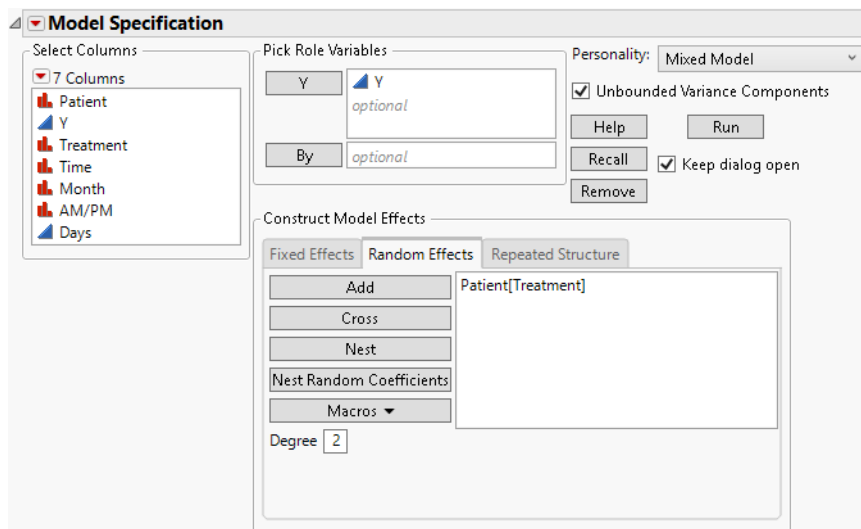 Model Specification
Select Columns
7 Columns
Patient
Y
Treatment
Time
Month
AM/PM
Days
Pick Role Variables
Y
Y
optional
By
optional
Personality:
Mixed Model
Unbounded Variance Components
Help
Run
Recall
Keep dialog open
Remove
Construct Model Effects
Fixed Effects
Random Effects
Repeated Structure
Add
Patient[Treatment]
Cross
Nest
Nest Random Coefficients
Macros
Degree 2